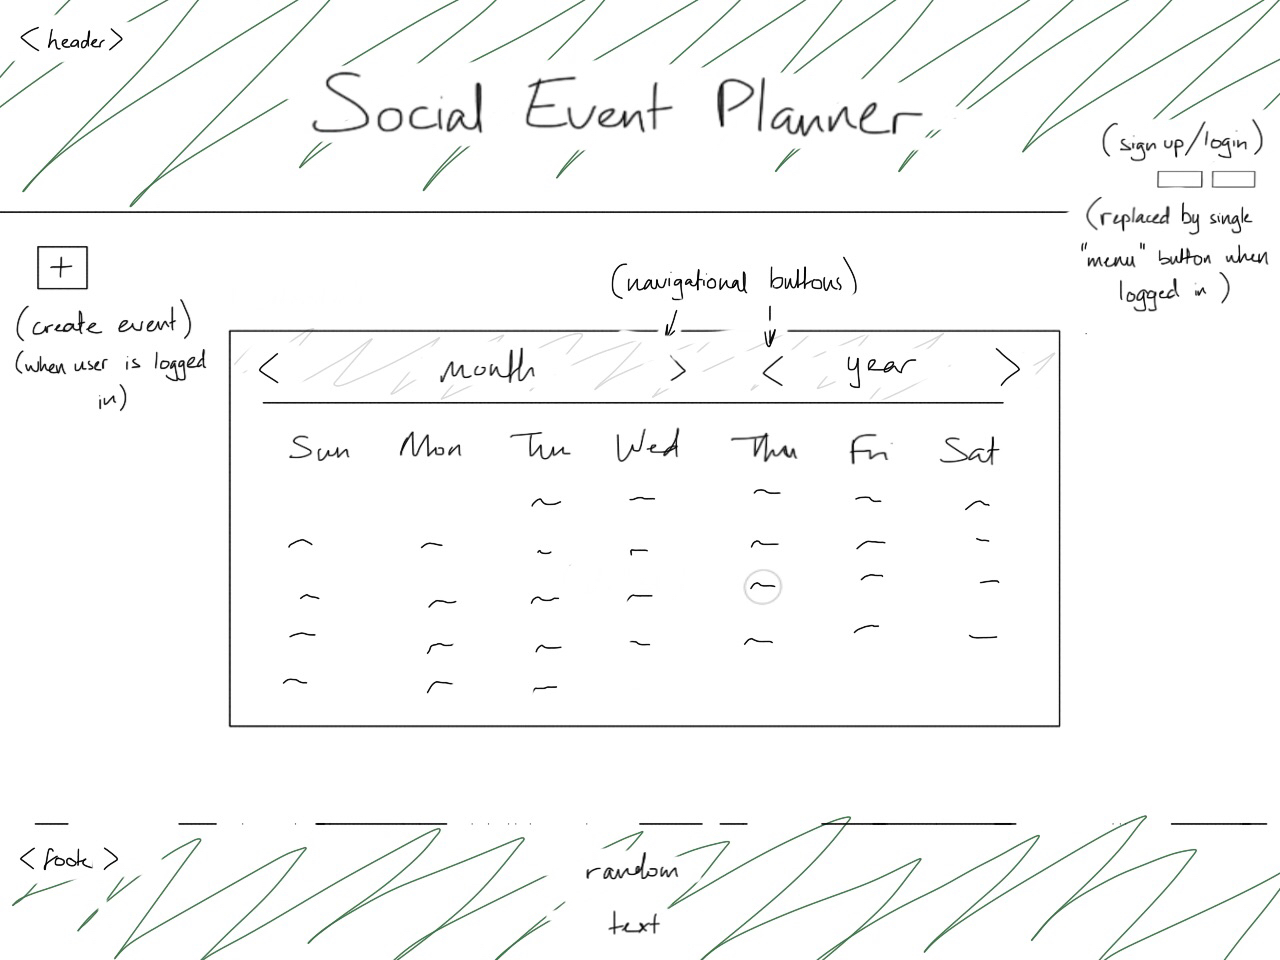 <header>
Social Event Planner
(sign up/login)
(replaced by single
"menu" button when
logged in)
+
(create event)
(when user is logged
in)
(navigational buttons)
< month > < year >
Sun Mon Tue Wed Thu Fri Sat
<foote>
random
text